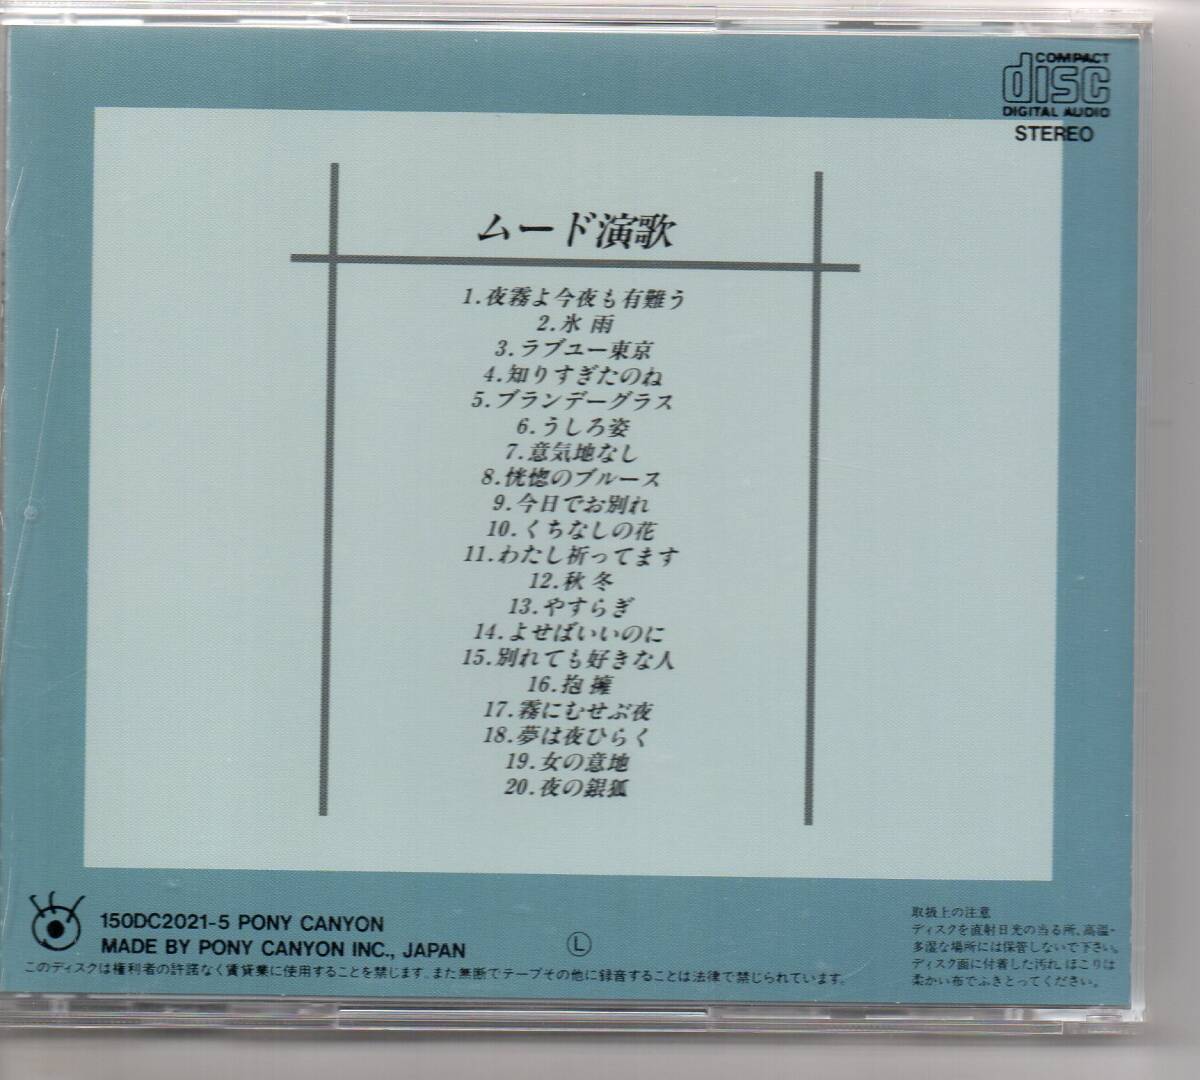 COMPACT
disc
DIGITAL AUDIO
STEREO
ムード演歌
1.夜霧よ今夜も有難う
2.氷雨
3.ラブユー東京
4.知りすぎたのね
5.ブランデーグラス
6.うしろ姿
7.意気地なし
8.恍惚のブルース
9.今日でお別れ
10.くちなしの花
11.わたし祈ってます
12.秋冬
13.やすらぎ
14.よせばいいのに
15.別れても好きな人
16.抱擁
17.霧にむせぶ夜
18.夢は夜ひらく
19.女の意地
20.夜の銀狐
150DC2021-5 PONY CANYON
MADE BY PONY CANYON INC., JAPAN
Ⓛ
このディスクは権利者の許諾なく賃貸業に使用することを禁じます。また無断でテープその他に録音することは法律で禁じられています。
取扱上の注意
ディスクを直射日光の当る所、高温・
多湿な場所には保管しないで下さい。
ディスク面に付着した汚れ、ほこりは
柔かい布でふきとってください。